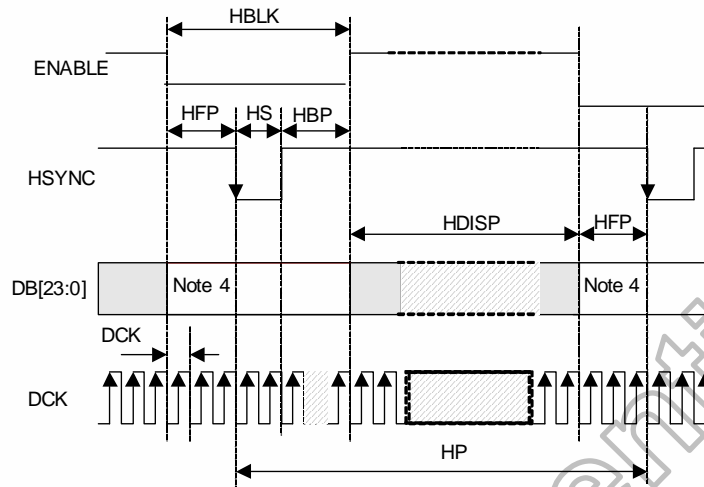 HBLK
ENABLE
HFP HS HBP
HSYNC
HDISP HFP
DB[23:0] Note 4 Note 4
DCK
DCK
HP